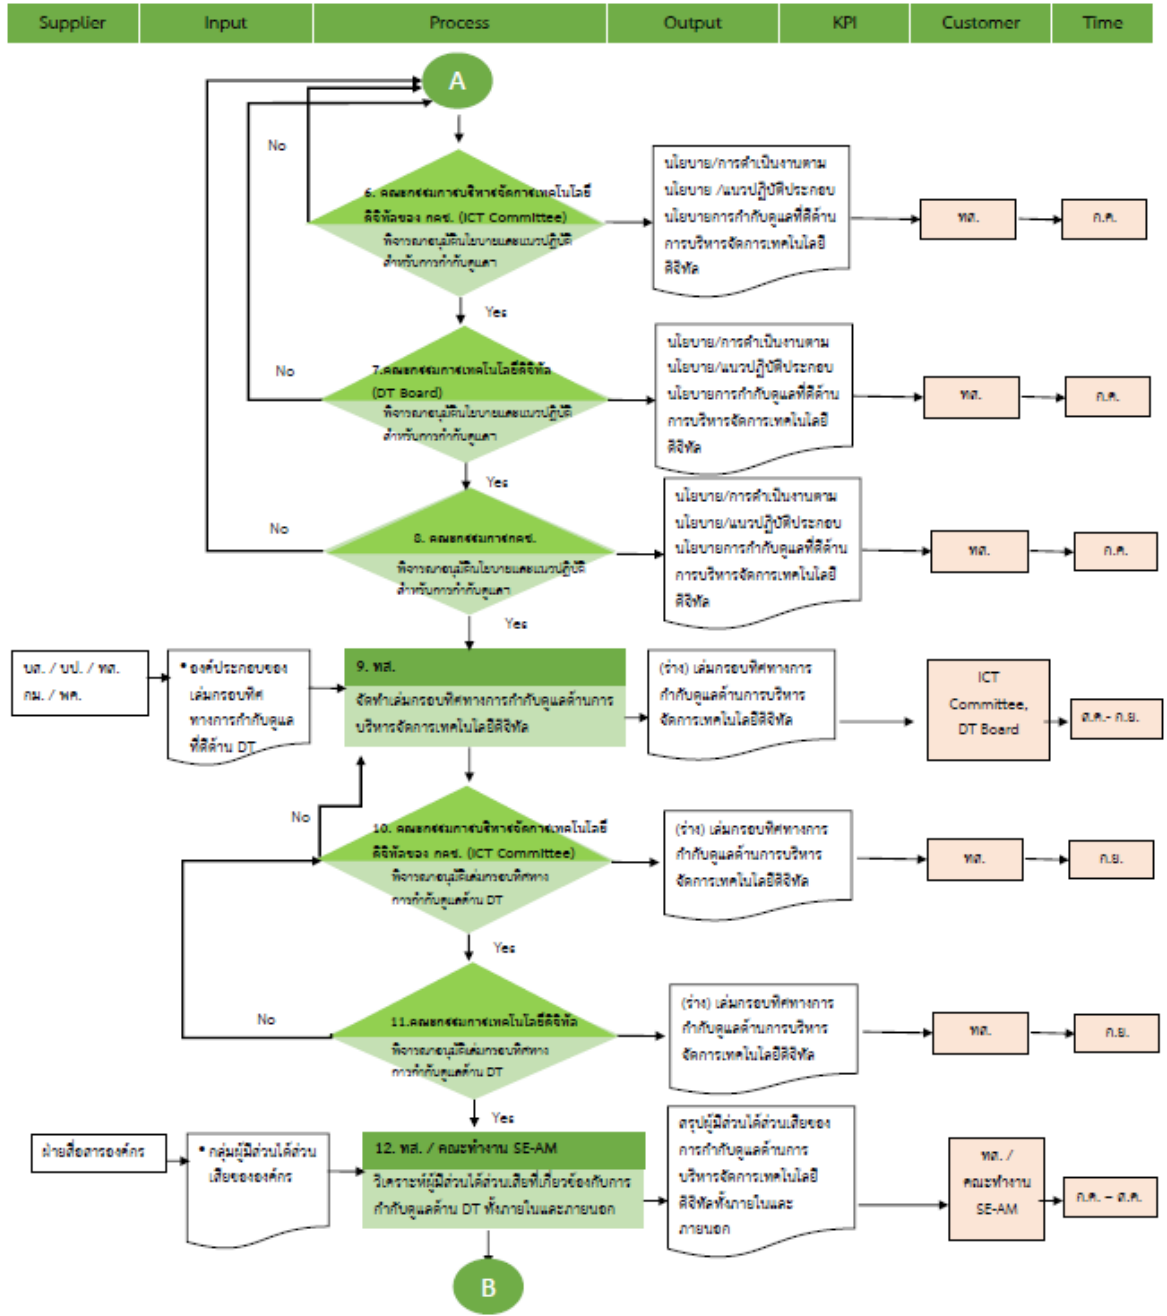 Supplier Input Process Output KPI Customer Time
A
No
6. คณะกรรมการบริหารจัดการเทคโนโลยี
ดิจิทัลของ กคช. (ICT Committee)
พิจารณาอนุมัตินโยบายและแนวปฏิบัติ
สำหรับการกำกับดูแลฯ
นโยบาย/การดำเนินงานตาม
นโยบาย /แนวปฏิบัติประกอบ
นโยบายการกำกับดูแลที่ดีด้าน
การบริหารจัดการเทคโนโลยี
ดิจิทัล
ทส.
ก.ค.
Yes
No
7.คณะกรรมการเทคโนโลยีดิจิทัล
(DT Board)
พิจารณาอนุมัตินโยบายและแนวปฏิบัติ
สำหรับการกำกับดูแลฯ
นโยบาย/การดำเนินงานตาม
นโยบาย/แนวปฏิบัติประกอบ
นโยบายการกำกับดูแลที่ดีด้าน
การบริหารจัดการเทคโนโลยี
ดิจิทัล
ทส.
ก.ค.
Yes
No
8. คณะกรรมการกคช.
พิจารณาอนุมัตินโยบายและแนวปฏิบัติ
สำหรับการกำกับดูแลฯ
นโยบาย/การดำเนินงานตาม
นโยบาย/แนวปฏิบัติประกอบ
นโยบายการกำกับดูแลที่ดีด้าน
การบริหารจัดการเทคโนโลยี
ดิจิทัล
ทส.
ก.ค.
Yes
บส. / บป. / ทส.
กม. / พค.
• องค์ประกอบของ
เล่มกรอบทิศ
ทางการกำกับดูแล
ที่ดีด้าน DT
9. ทส.
จัดทำเล่มกรอบทิศทางการกำกับดูแลด้านการ
บริหารจัดการเทคโนโลยีดิจิทัล
(ร่าง) เล่มกรอบทิศทางการ
กำกับดูแลด้านการบริหาร
จัดการเทคโนโลยีดิจิทัล
ICT
Committee,
DT Board
ส.ค.- ก.ย.
No
10. คณะกรรมการบริหารจัดการเทคโนโลยี
ดิจิทัลของ กคช. (ICT Committee)
พิจารณาอนุมัติเล่มกรอบทิศทาง
การกำกับดูแลด้าน DT
(ร่าง) เล่มกรอบทิศทางการ
กำกับดูแลด้านการบริหาร
จัดการเทคโนโลยีดิจิทัล
ทส.
ก.ย.
Yes
No
11.คณะกรรมการเทคโนโลยีดิจิทัล
พิจารณาอนุมัติเล่มกรอบทิศทาง
การกำกับดูแลด้าน DT
(ร่าง) เล่มกรอบทิศทางการ
กำกับดูแลด้านการบริหาร
จัดการเทคโนโลยีดิจิทัล
ทส.
ก.ย.
Yes
ฝ่ายสื่อสารองค์กร
• กลุ่มผู้มีส่วนได้ส่วน
เสียขององค์กร
12. ทส. / คณะทำงาน SE-AM
วิเคราะห์ผู้มีส่วนได้ส่วนเสียที่เกี่ยวข้องกับการ
กำกับดูแลด้าน DT ทั้งภายในและภายนอก
สรุปผู้มีส่วนได้ส่วนเสียของ
การกำกับดูแลด้านการ
บริหารจัดการเทคโนโลยี
ดิจิทัลทั้งภายในและ
ภายนอก
ทส. /
คณะทำงาน
SE-AM
ก.ค. – ส.ค.
B